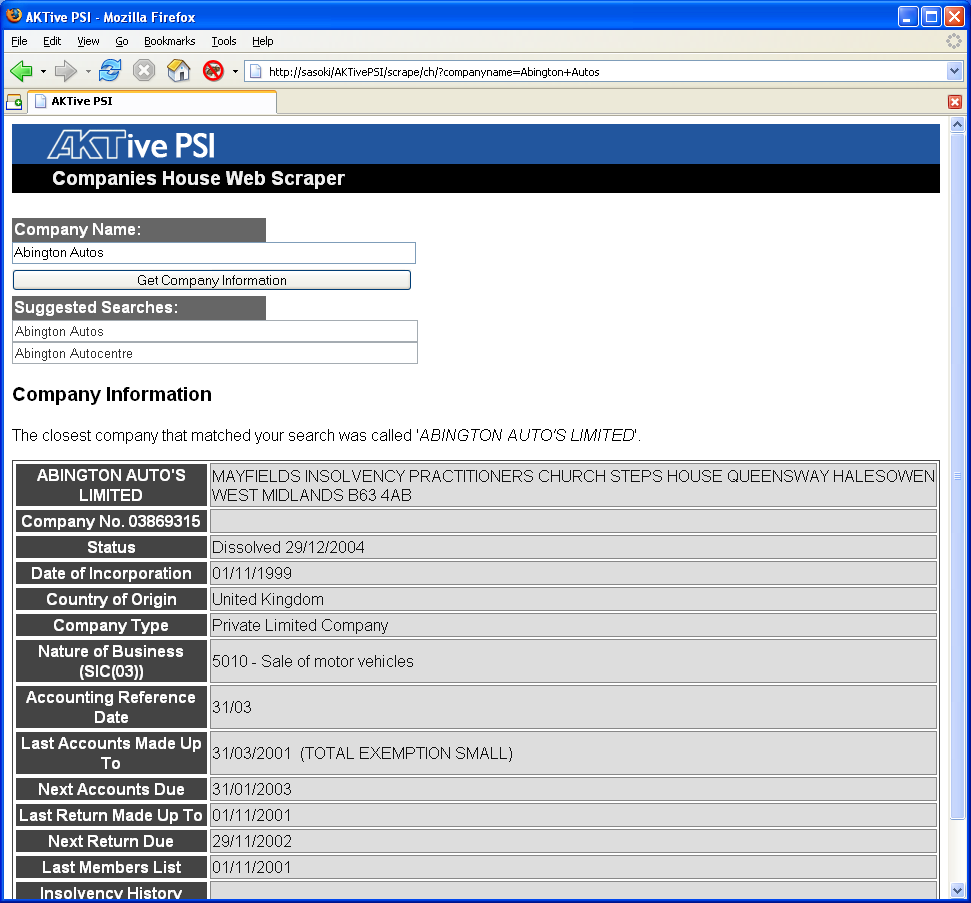 AKTive PSI - Mozilla Firefox
File Edit View Go Bookmarks Tools Help
http://sasoki/AKTivePSI/scrape/ch/?companyname=Abington+Autos
AKTive PSI
AKTive PSI
Companies House Web Scraper
Company Name:
Abington Autos
Get Company Information
Suggested Searches:
Abington Autos
Abington Autocentre
Company Information
The closest company that matched your search was called 'ABINGTON AUTO'S LIMITED'.
ABINGTON AUTO'S
LIMITED
MAYFIELDS INSOLVENCY PRACTITIONERS CHURCH STEPS HOUSE QUEENSWAY HALESOWEN
WEST MIDLANDS B63 4AB
Company No. 03869315
Status Dissolved 29/12/2004
Date of Incorporation 01/11/1999
Country of Origin United Kingdom
Company Type Private Limited Company
Nature of Business
(SIC(03))
5010 - Sale of motor vehicles
Accounting Reference
Date
31/03
Last Accounts Made Up
To
31/03/2001 (TOTAL EXEMPTION SMALL)
Next Accounts Due 31/01/2003
Last Return Made Up To 01/11/2001
Next Return Due 29/11/2002
Last Members List 01/11/2001
Insolvency History